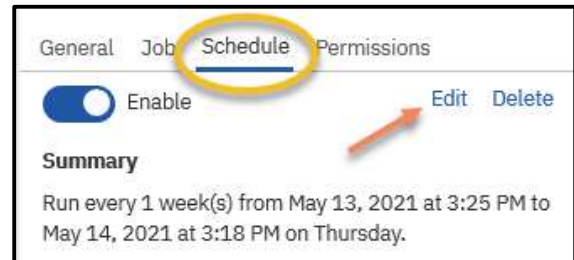 General Job Schedule Permissions
Enable Edit Delete
Summary
Run every 1 week(s) from May 13, 2021 at 3:25 PM to
May 14, 2021 at 3:18 PM on Thursday.